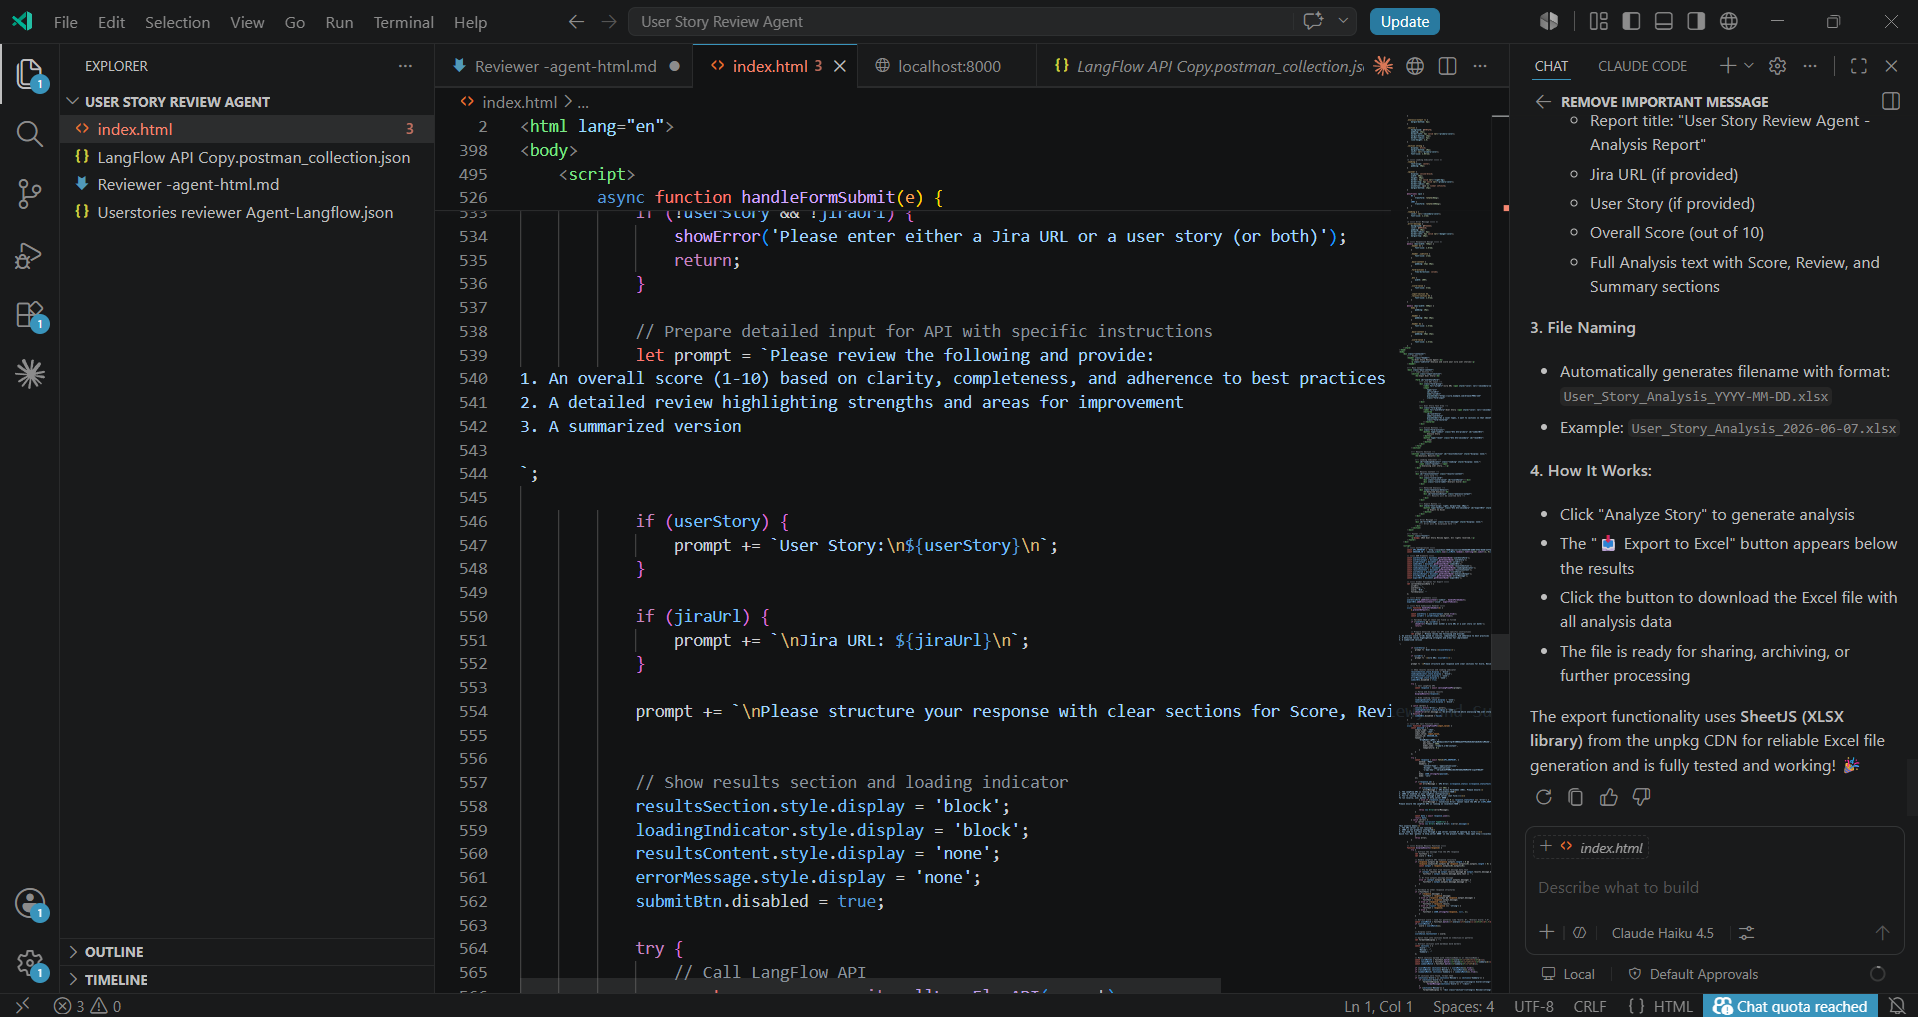 File Edit Selection View Go Run Terminal Help
User Story Review Agent
Update
EXPLORER
USER STORY REVIEW AGENT
index.html 3
LangFlow API Copy.postman_collection.json
Reviewer -agent-html.md
Userstories reviewer Agent-Langflow.json
OUTLINE
TIMELINE
1
1
1
1
Reviewer -agent-html.md
index.html 3
localhost:8000
LangFlow API Copy.postman_collection.js
index.html > ...
2 <html lang="en">
398 <body>
495 <script>
526 async function handleFormSubmit(e) {
533 if (!userStory && !jiraUrl) {
534 showError('Please enter either a Jira URL or a user story (or both)');
535 return;
536 }
537
538 // Prepare detailed input for API with specific instructions
539 let prompt = `Please review the following and provide:
540 1. An overall score (1-10) based on clarity, completeness, and adherence to best practices
541 2. A detailed review highlighting strengths and areas for improvement
542 3. A summarized version
543
544 `;
545
546 if (userStory) {
547 prompt += `User Story:\n${userStory}\n`;
548 }
549
550 if (jiraUrl) {
551 prompt += `\nJira URL: ${jiraUrl}\n`;
552 }
553
554 prompt += `\nPlease structure your response with clear sections for Score, Revi
555
556
557 // Show results section and loading indicator
558 resultsSection.style.display = 'block';
559 loadingIndicator.style.display = 'block';
560 resultsContent.style.display = 'none';
561 errorMessage.style.display = 'none';
562 submitBtn.disabled = true;
563
564 try {
565 // Call LangFlow API
CHAT CLAUDE CODE
REMOVE IMPORTANT MESSAGE
Report title: "User Story Review Agent -
Analysis Report"
Jira URL (if provided)
User Story (if provided)
Overall Score (out of 10)
Full Analysis text with Score, Review, and
Summary sections
3. File Naming
Automatically generates filename with format:
User_Story_Analysis_YYYY-MM-DD.xlsx
Example: User_Story_Analysis_2026-06-07.xlsx
4. How It Works:
Click "Analyze Story" to generate analysis
The "📥 Export to Excel" button appears below
the results
Click the button to download the Excel file with
all analysis data
The file is ready for sharing, archiving, or
further processing
The export functionality uses SheetJS (XLSX
library) from the unpkg CDN for reliable Excel file
generation and is fully tested and working! 🎉
index.html
Describe what to build
Claude Haiku 4.5
Local Default Approvals
3 0
Ln 1, Col 1 Spaces: 4 UTF-8 CRLF {} HTML Chat quota reached